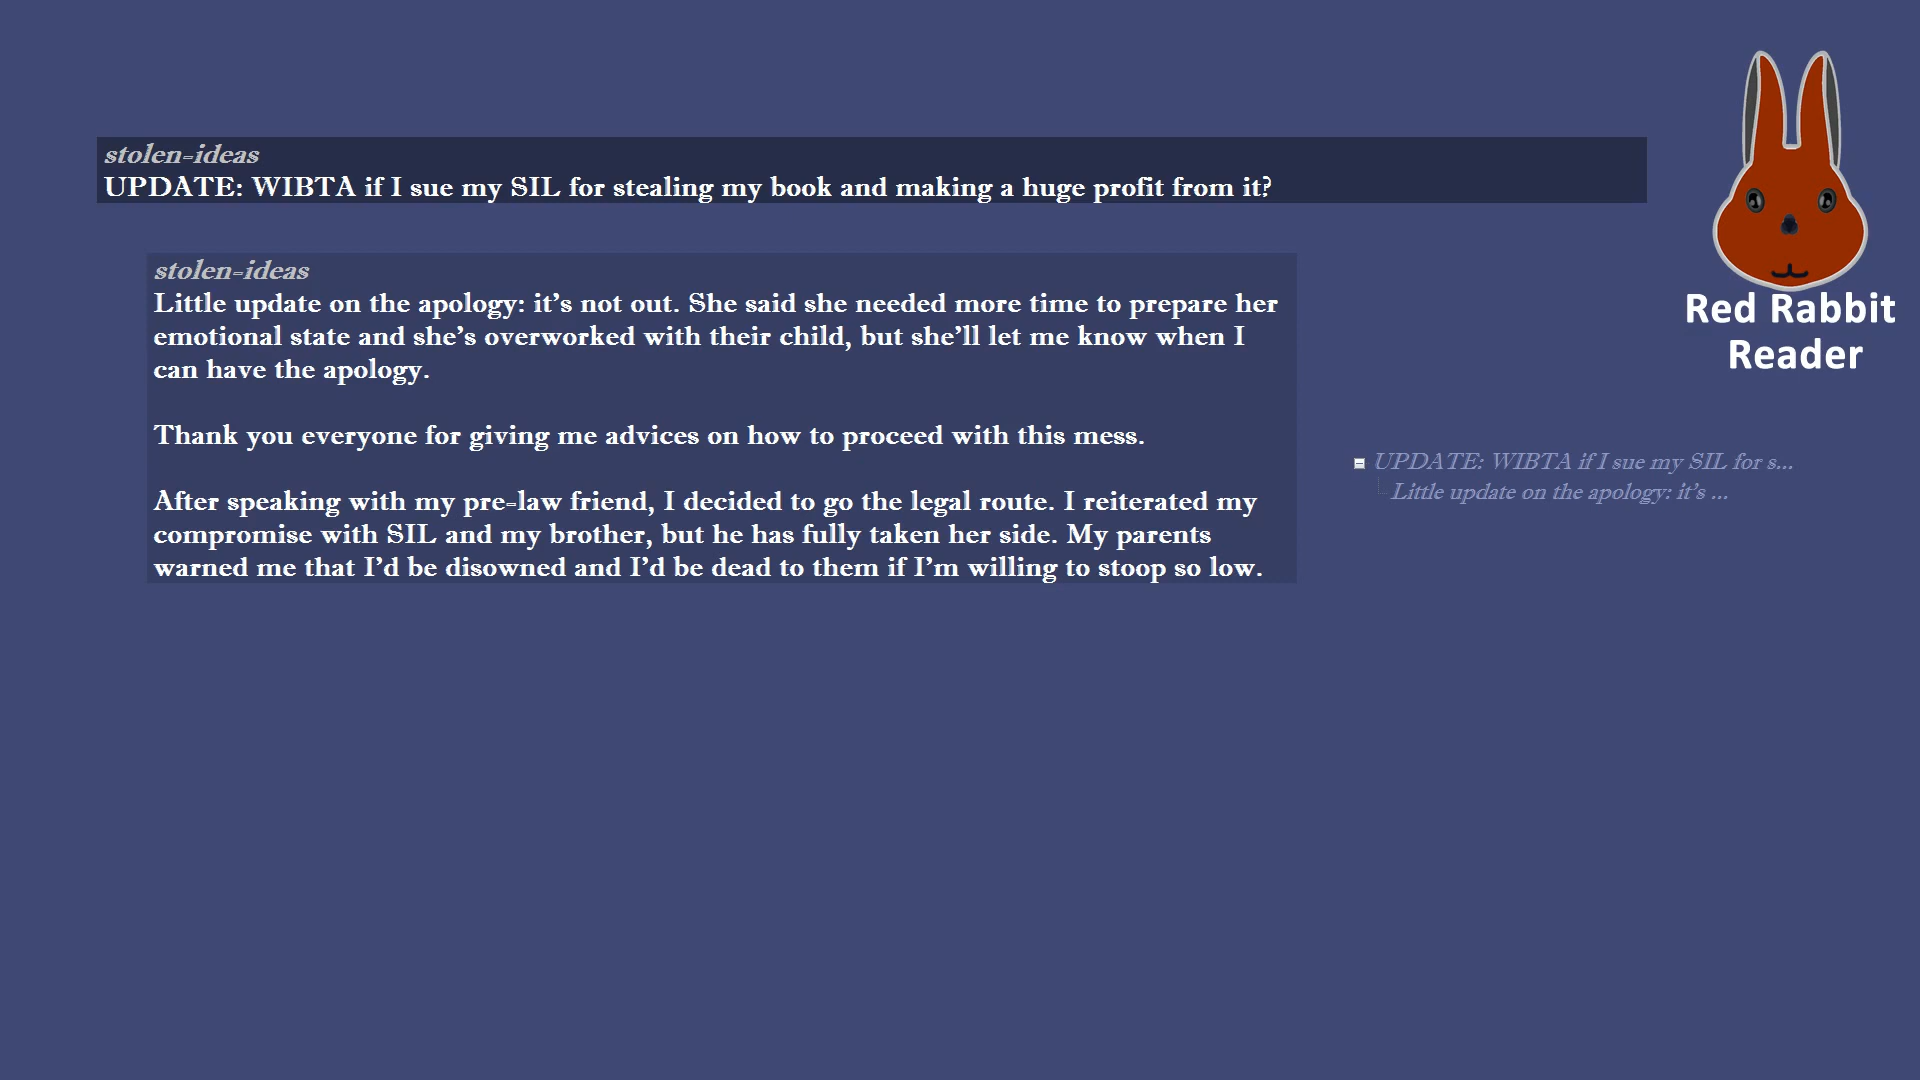 stolen-ideas
UPDATE: WIBTA if I sue my SIL for stealing my book and making a huge profit from it?
stolen-ideas
Little update on the apology: it's not out. She said she needed more time to prepare her
emotional state and she's overworked with their child, but she'll let me know when I
can have the apology.
Thank you everyone for giving me advices on how to proceed with this mess.
After speaking with my pre-law friend, I decided to go the legal route. I reiterated my
compromise with SIL and my brother, but he has fully taken her side. My parents
warned me that I'd be disowned and I'd be dead to them if I'm willing to stoop so low.
Red Rabbit
Reader
UPDATE: WIBTA if I sue my SIL for s...
Little update on the apology: it's ...